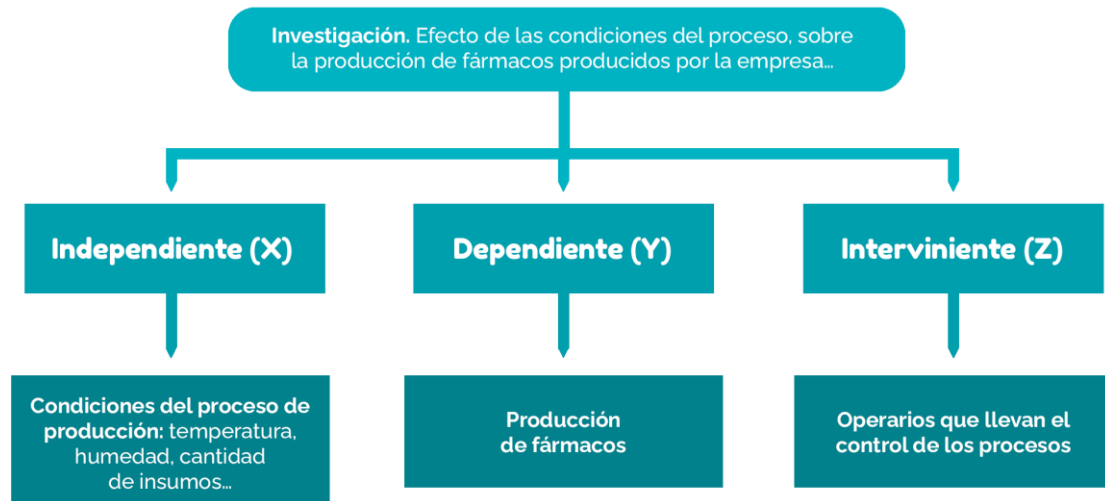 Investigación. Efecto de las condiciones del proceso, sobre
la producción de fármacos producidos por la empresa...
Independiente (X)
Dependiente (Y)
Interviniente (Z)
Condiciones del proceso de
producción: temperatura,
humedad, cantidad
de insumos...
Producción
de fármacos
Operarios que llevan el
control de los procesos